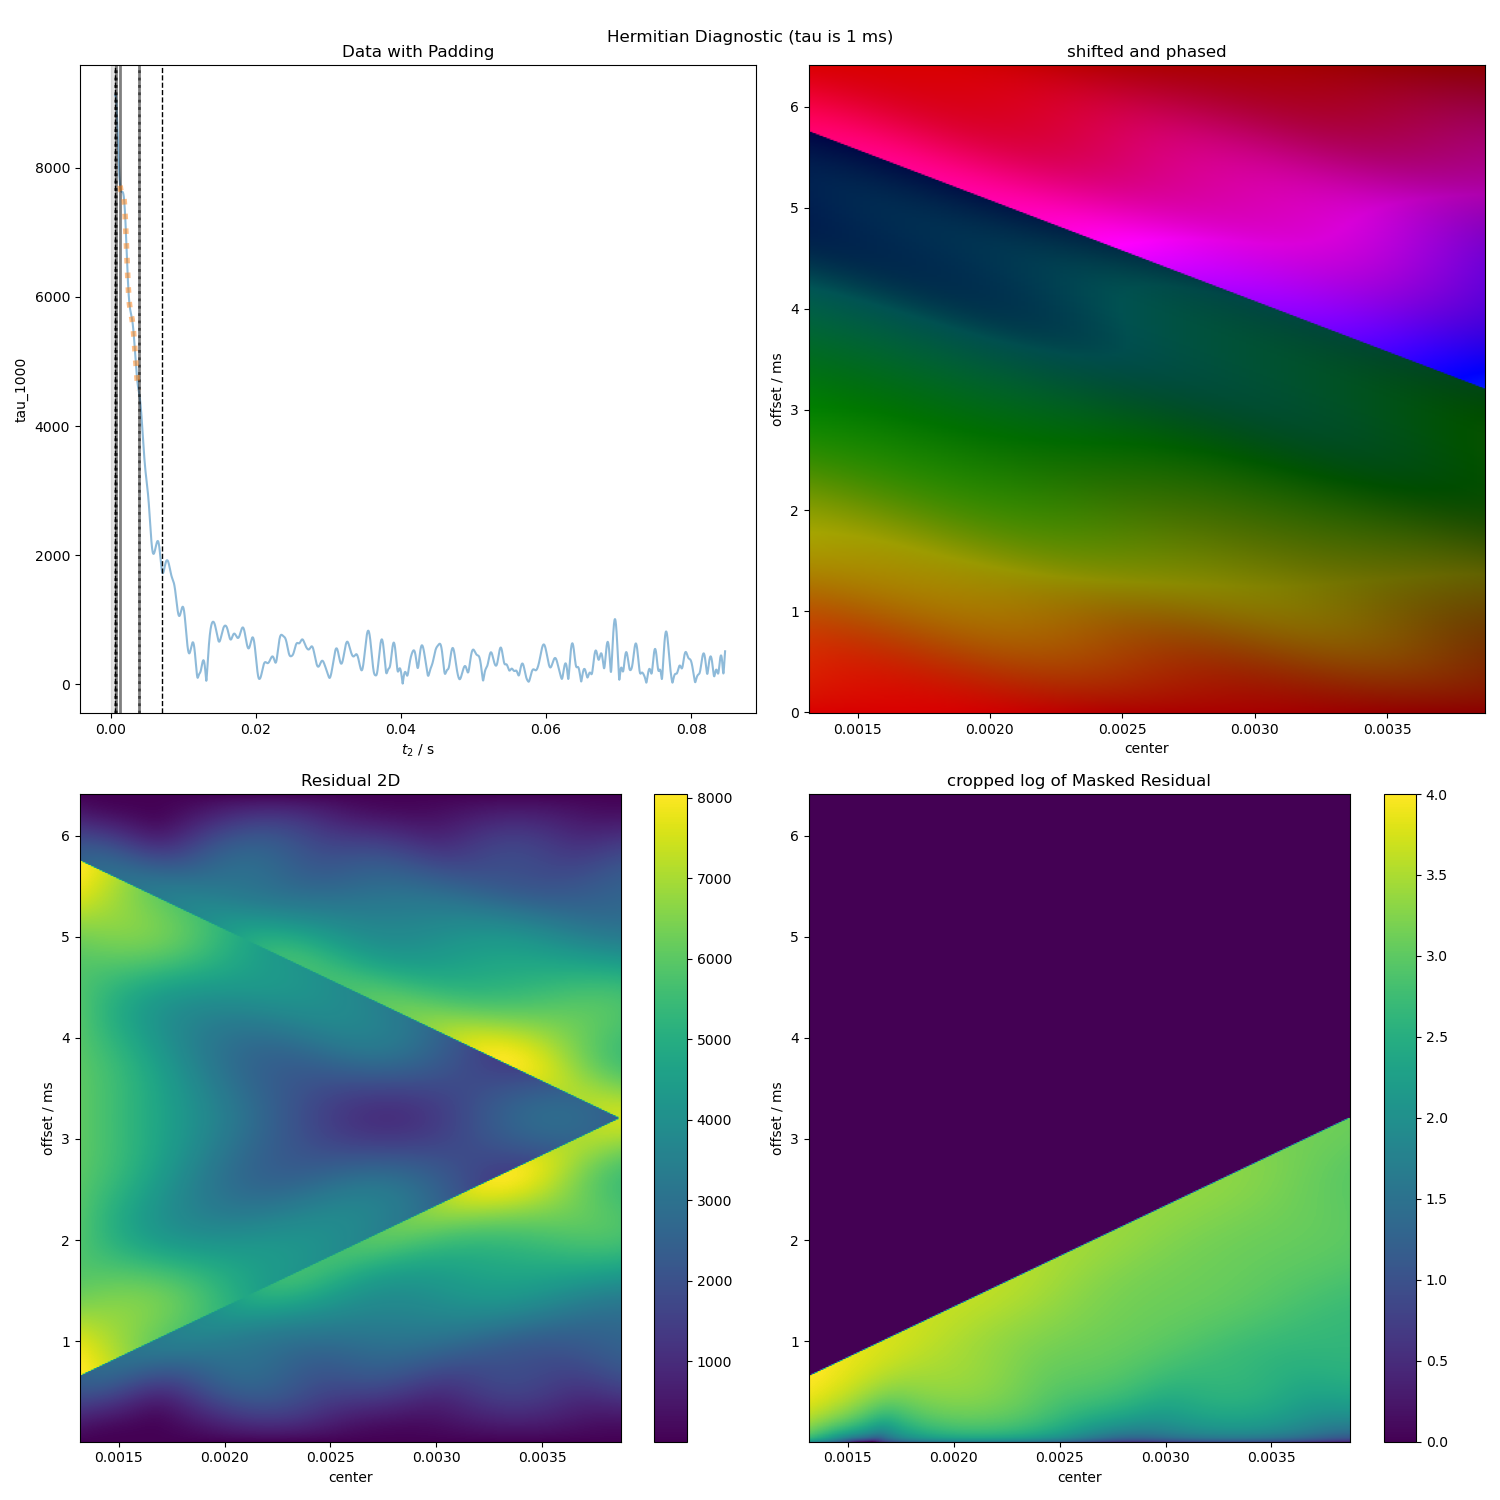 Hermitian Diagnostic (tau is 1 ms)
Data with Padding
tau_1000
8000
6000
4000
2000
0
0.00 0.02 0.04 0.06 0.08
t₂ / s
shifted and phased
offset / ms
6
5
4
3
2
1
0
0.0015 0.0020 0.0025 0.0030 0.0035
center
Residual 2D
offset / ms
6
5
4
3
2
1
0.0015 0.0020 0.0025 0.0030 0.0035
center
8000
7000
6000
5000
4000
3000
2000
1000
cropped log of Masked Residual
offset / ms
6
5
4
3
2
1
0.0015 0.0020 0.0025 0.0030 0.0035
center
4.0
3.5
3.0
2.5
2.0
1.5
1.0
0.5
0.0